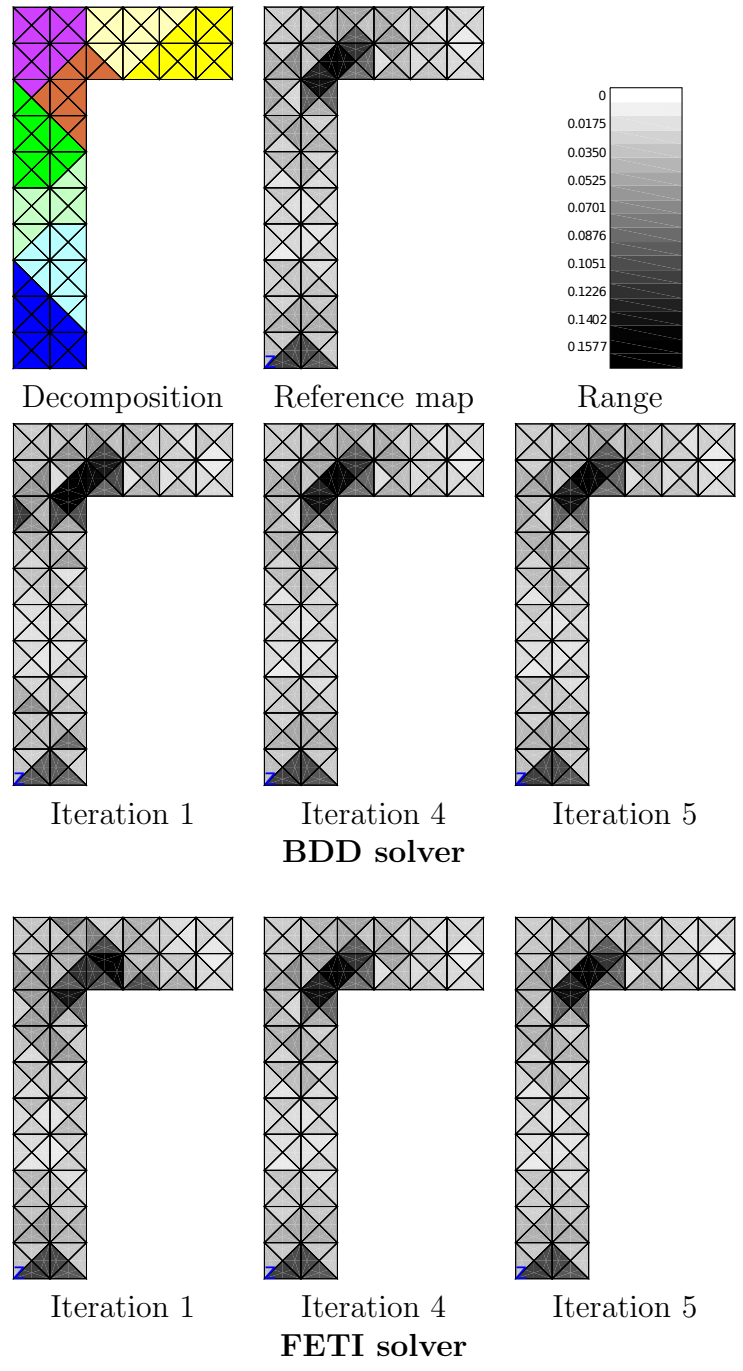 0
0.0175
0.0350
0.0525
0.0701
0.0876
0.1051
0.1226
0.1402
0 1577
Z
Decomposition
Reference map
Range
Z
Z
Z
Iteration 1
Iteration 4
Iteration 5
BDD solver
Z
Z
Z
Iteration 1
Iteration 4
Iteration 5
FETI solver